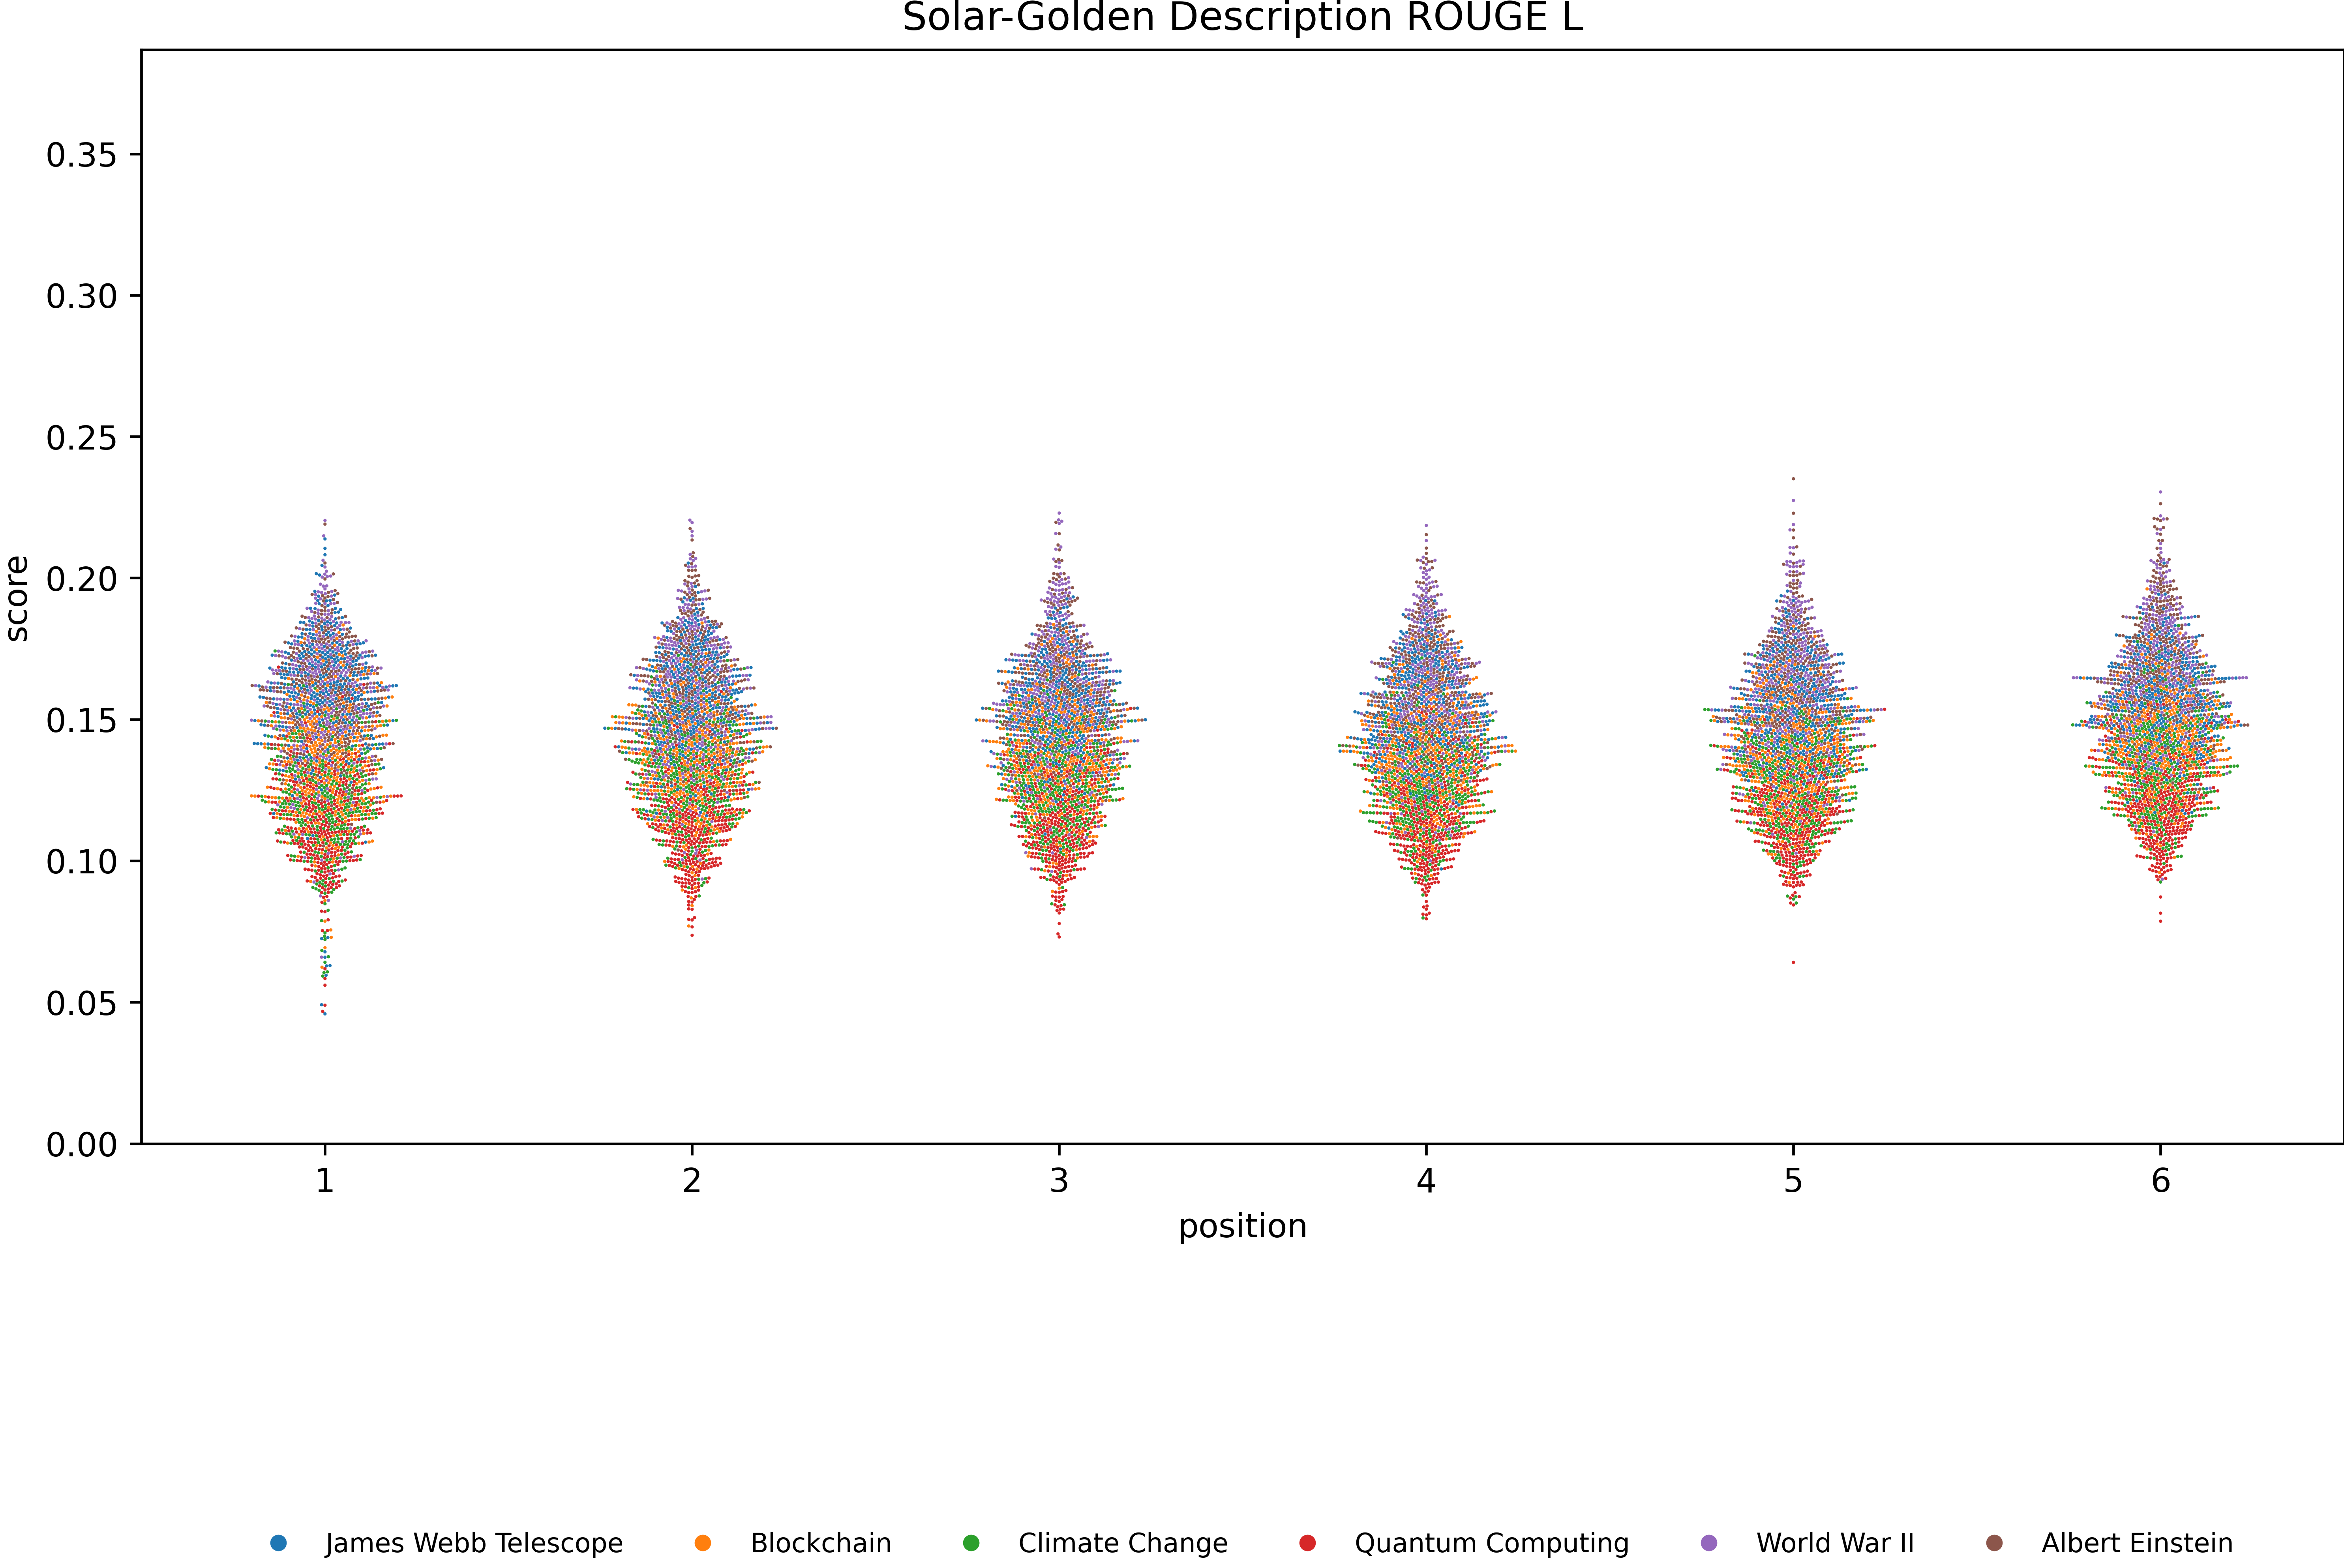 Solar-Golden Description ROUGE L
0.35
0.30
0.25
0.20
0.15
0.10
0.05
0.00
score
1 2 3 4 5 6
position
James Webb Telescope Blockchain Climate Change Quantum Computing World War II Albert Einstein